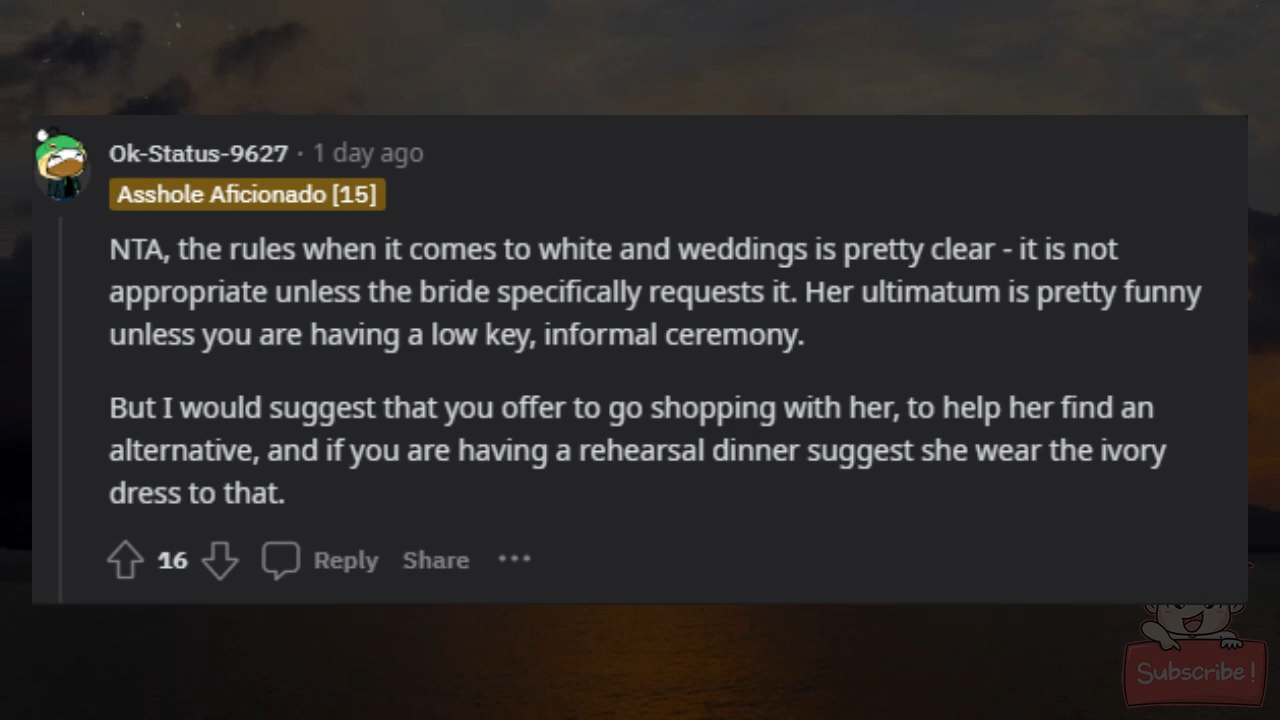 Ok-Status-9627 · 1 day ago
Asshole Aficionado [15]
NTA, the rules when it comes to white and weddings is pretty clear - it is not
appropriate unless the bride specifically requests it. Her ultimatum is pretty funny
unless you are having a low key, informal ceremony.
But I would suggest that you offer to go shopping with her, to help her find an
alternative, and if you are having a rehearsal dinner suggest she wear the ivory
dress to that.
16 Reply Share ···
Subscribe!